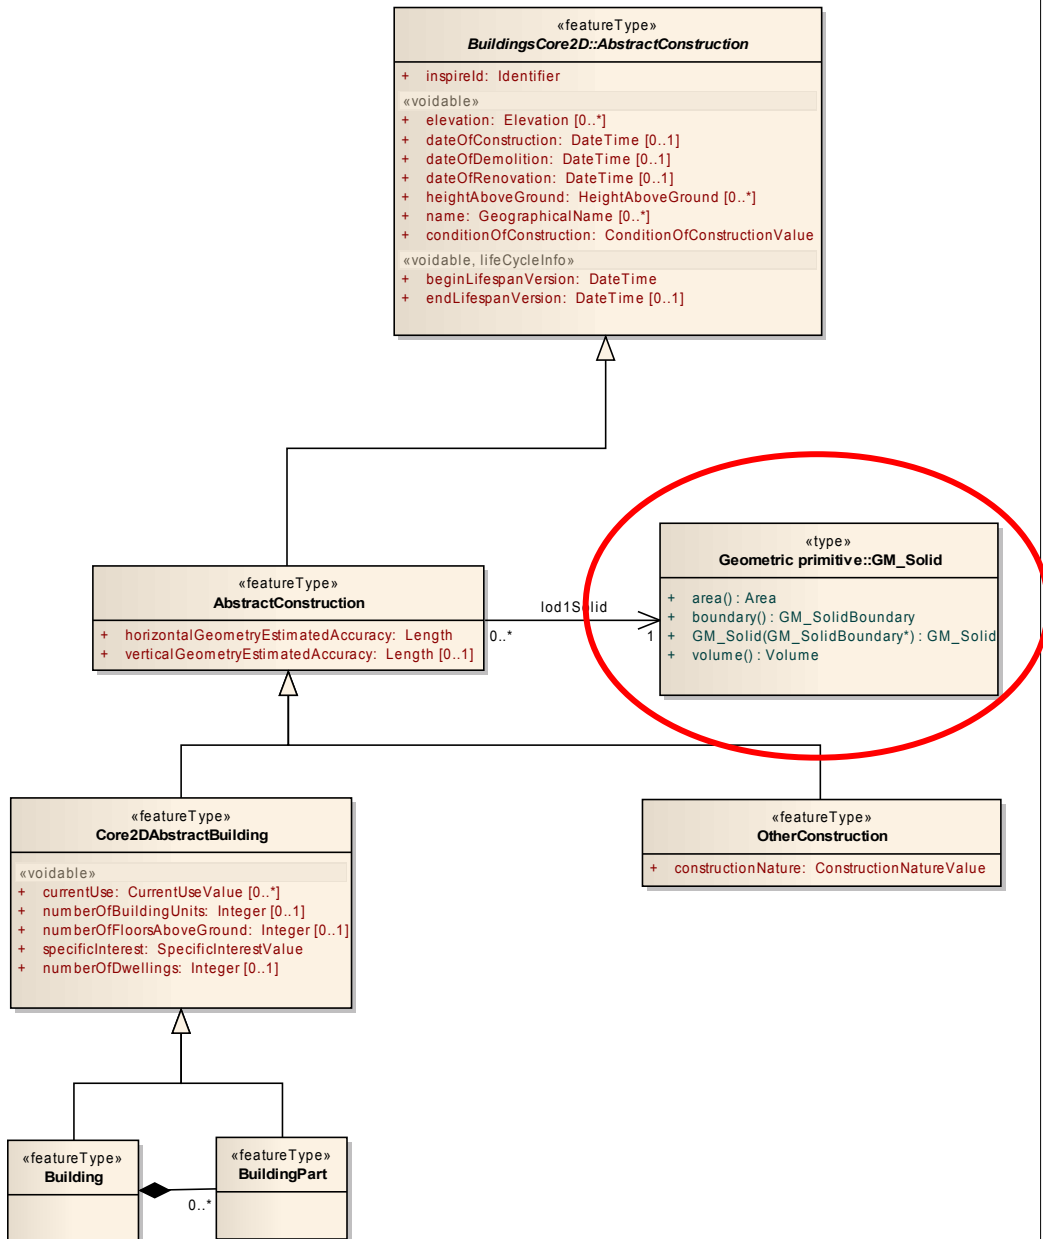 «featureType»
BuildingsCore2D::AbstractConstruction
+ inspireId: Identifier
«voidable»
+ elevation: Elevation [0..*]
+ dateOfConstruction: DateTime [0..1]
+ dateOfDemolition: DateTime [0..1]
+ dateOfRenovation: DateTime [0..1]
+ heightAboveGround: HeightAboveGround [0..*]
+ name: GeographicalName [0..*]
+ conditionOfConstruction: ConditionOfConstructionValue
«voidable, lifeCycleInfo»
+ beginLifespanVersion: DateTime
+ endLifespanVersion: DateTime [0..1]
«type»
Geometric primitive::GM_Solid
+ area() : Area
+ boundary() : GM_SolidBoundary
+ GM_Solid(GM_SolidBoundary*) : GM_Solid
+ volume() : Volume
«featureType»
AbstractConstruction
+ horizontalGeometryEstimatedAccuracy: Length
+ verticalGeometryEstimatedAccuracy: Length [0..1]
lod1Solid
0..*
1
«featureType»
Core2DAbstractBuilding
«voidable»
+ currentUse: CurrentUseValue [0..*]
+ numberOfBuildingUnits: Integer [0..1]
+ numberOfFloorsAboveGround: Integer [0..1]
+ specificInterest: SpecificInterestValue
+ numberOfDwellings: Integer [0..1]
«featureType»
OtherConstruction
+ constructionNature: ConstructionNatureValue
«featureType»
Building
0..*
«featureType»
BuildingPart